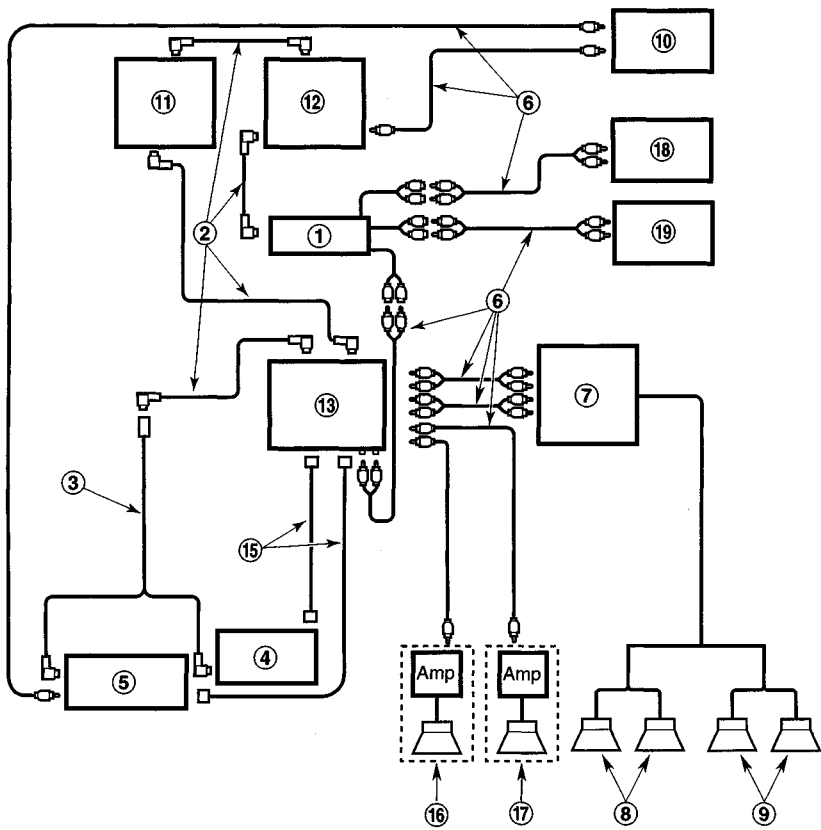 ⑩
⑪ ⑫ ⑥
⑱
② ① ⑲
⑥
⑬ ⑦
③
⑮
④
⑤ Amp Amp
⑯ ⑰ ⑧ ⑨